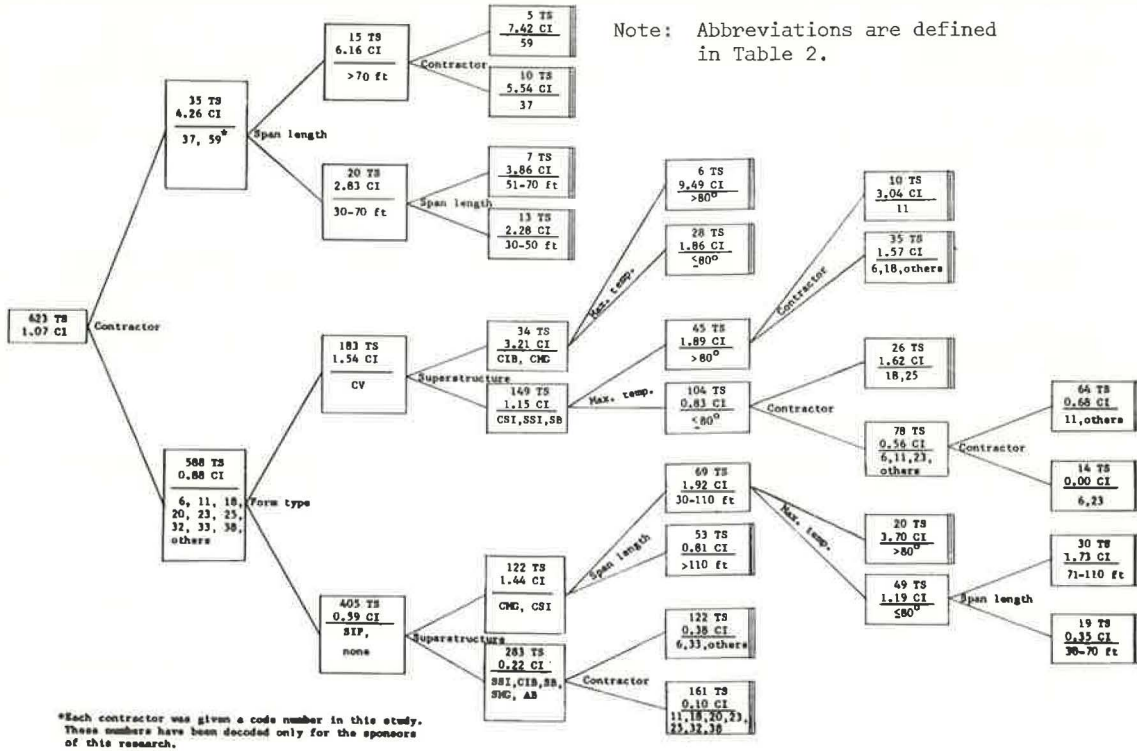 Note: Abbreviations are defined
in Table 2.
623 TS
1.07 CI
Contractor
35 TS
4.26 CI
37, 59*
Span length
15 TS
6.16 CI
>70 ft
Contractor
5 TS
7.42 CI
59
10 TS
5.54 CI
37
20 TS
2.83 CI
30-70 ft
Span length
7 TS
3.86 CI
51-70 ft
13 TS
2.28 CI
30-50 ft
588 TS
0.88 CI
6, 11, 18,
20, 23, 25,
32, 33, 38,
others
Form type
183 TS
1.54 CI
CV
Superstructure
34 TS
3.21 CI
CIB, CMG
Max. temp.
6 TS
9.49 CI
>80°
28 TS
1.86 CI
≤80°
149 TS
1.15 CI
CSI,SSI,SB
Max. temp.
45 TS
1.89 CI
>80°
Contractor
10 TS
3.04 CI
11
35 TS
1.57 CI
6,18,others
104 TS
0.83 CI
≤80°
Contractor
26 TS
1.62 CI
18,25
78 TS
0.56 CI
6,11,23,
others
Contractor
64 TS
0.68 CI
11,others
14 TS
0.00 CI
6,23
405 TS
0.59 CI
SIP,
none
Superstructure
122 TS
1.44 CI
CMG, CSI
Span length
69 TS
1.92 CI
30-110 ft
Max. temp.
20 TS
3.70 CI
>80°
49 TS
1.19 CI
≤80°
Span length
30 TS
1.73 CI
71-110 ft
19 TS
0.35 CI
38-70 ft
53 TS
0.81 CI
>110 ft
283 TS
0.22 CI
SSI,CIB,SB,
SMG, AB
Contractor
122 TS
0.38 CI
6,33,others
161 TS
0.10 CI
11,18,20,23,
25,32,38
*Each contractor was given a code number in this study.
These numbers have been decoded only for the sponsors
of this research.